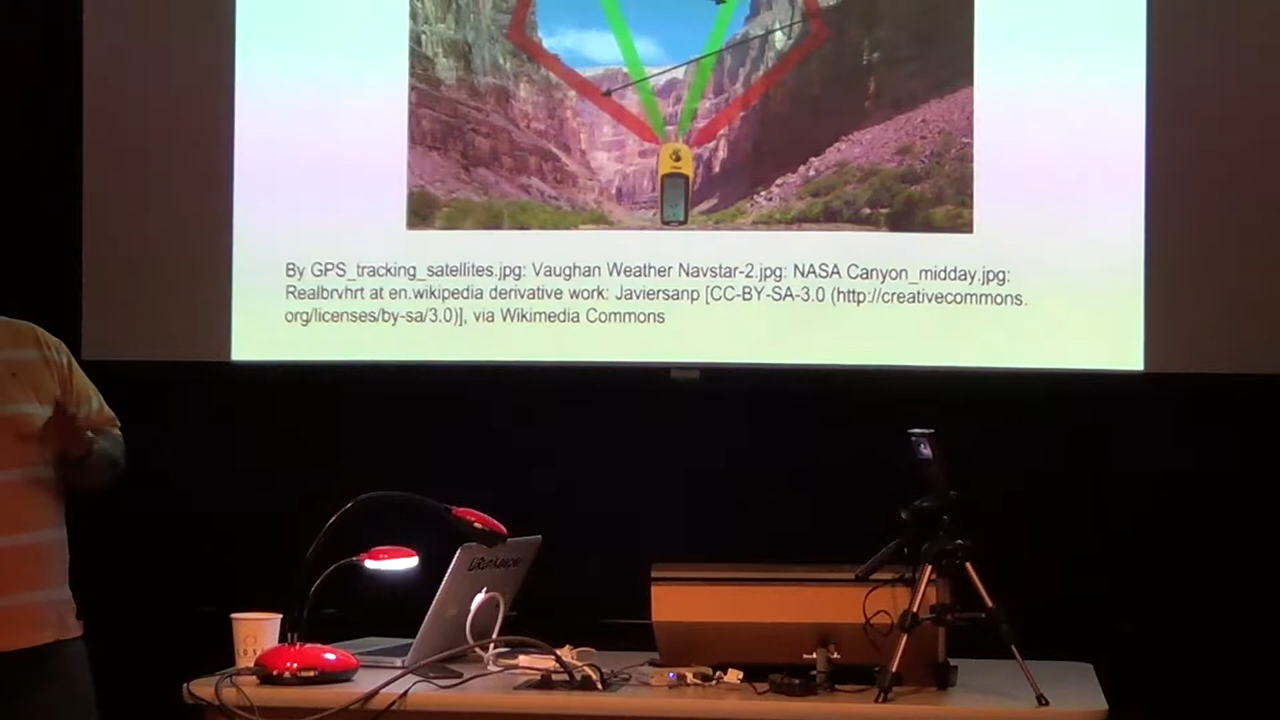 By GPS_tracking_satellites.jpg: Vaughan Weather Navstar-2.jpg: NASA Canyon_midday.jpg:
Realbrvhrt at en.wikipedia derivative work: Javiersanp [CC-BY-SA-3.0 (http://creativecommons.
org/licenses/by-sa/3.0)], via Wikimedia Commons